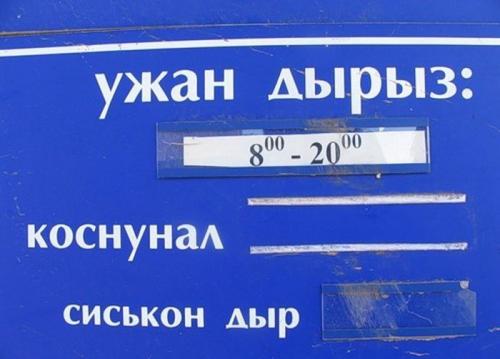 ужан дырыз:
8⁰⁰ - 20⁰⁰
коснунал
сиськон дыр